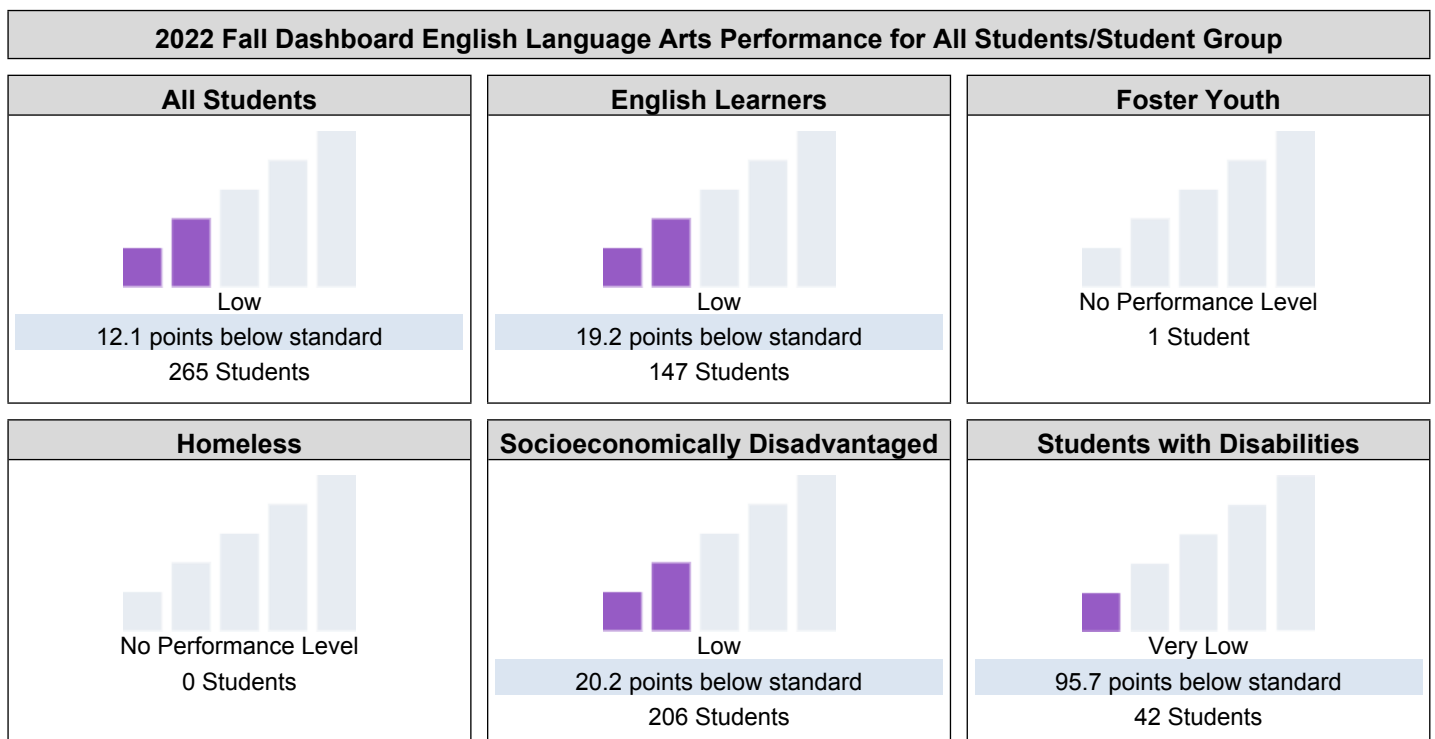 2022 Fall Dashboard English Language Arts Performance for All Students/Student Group
All Students
Low
12.1 points below standard
265 Students
English Learners
Low
19.2 points below standard
147 Students
Foster Youth
No Performance Level
1 Student
Homeless
No Performance Level
0 Students
Socioeconomically Disadvantaged
Low
20.2 points below standard
206 Students
Students with Disabilities
Very Low
95.7 points below standard
42 Students